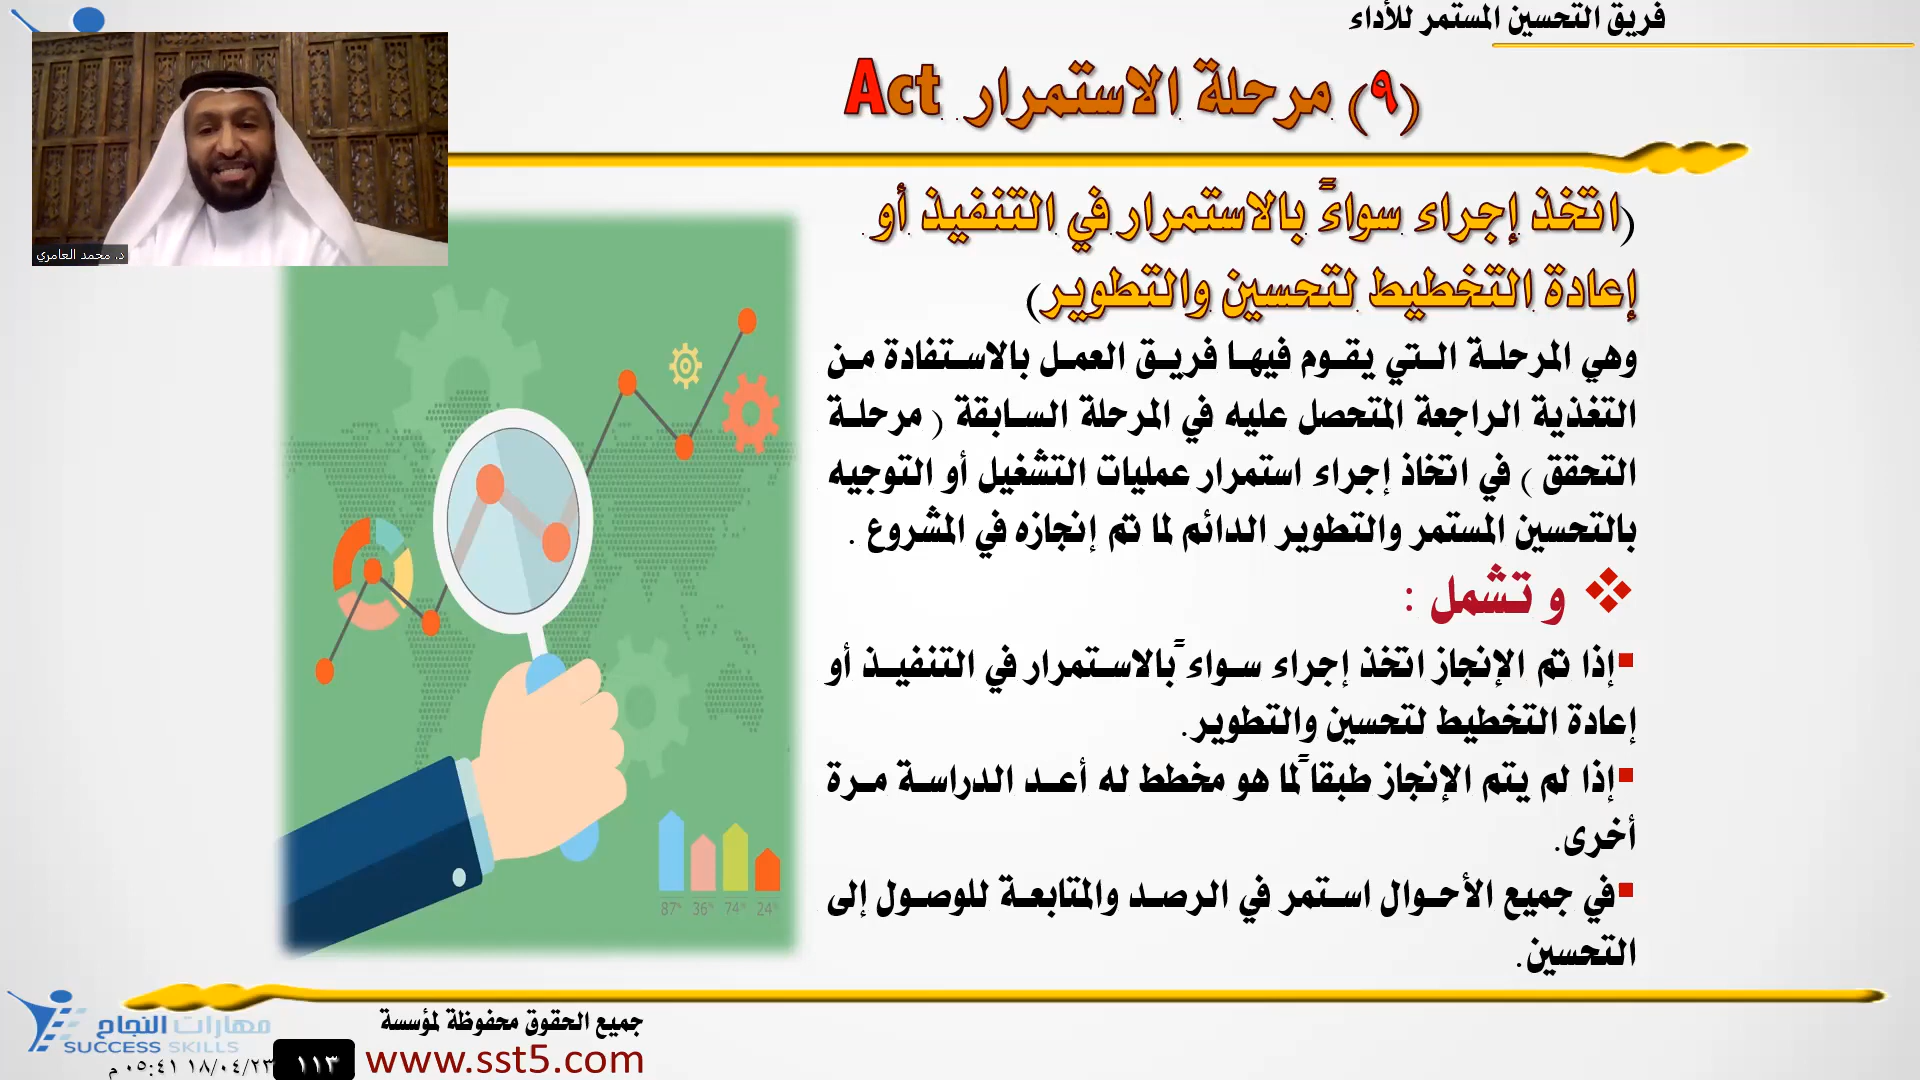 فريق التحسين المستمر للأداء
(٩) مرحلة الاستمرار Act
د. محمد العامري
(اتخذ إجراء سواءً بالاستمرار في التنفيذ أو
إعادة التخطيط لتحسين والتطوير)
وهي المرحلة التي يقوم فيها فريق العمل بالاستفادة من
التغذية الراجعة المتحصل عليه في المرحلة السابقة ( مرحلة
التحقق ) في اتخاذ إجراء استمرار عمليات التشغيل أو التوجيه
بالتحسين المستمر والتطوير الدائم لما تم إنجازه في المشروع .
❖ و تشمل :
▪إذا تم الإنجاز اتخذ إجراء سواءً بالاستمرار في التنفيذ أو
إعادة التخطيط لتحسين والتطوير.
▪إذا لم يتم الإنجاز طبقاً لما هو مخطط له أعد الدراسة مرة
أخرى.
▪في جميع الأحوال استمر في الرصد والمتابعة للوصول إلى
التحسين.
87% 36% 74% 24%
جميع الحقوق محفوظة لمؤسسة
www.sst5.com
مهارات النجاح
SUCCESS SKILLS
١١٣
١٨/٠٤/٢٣ ٠٥:٤١ م